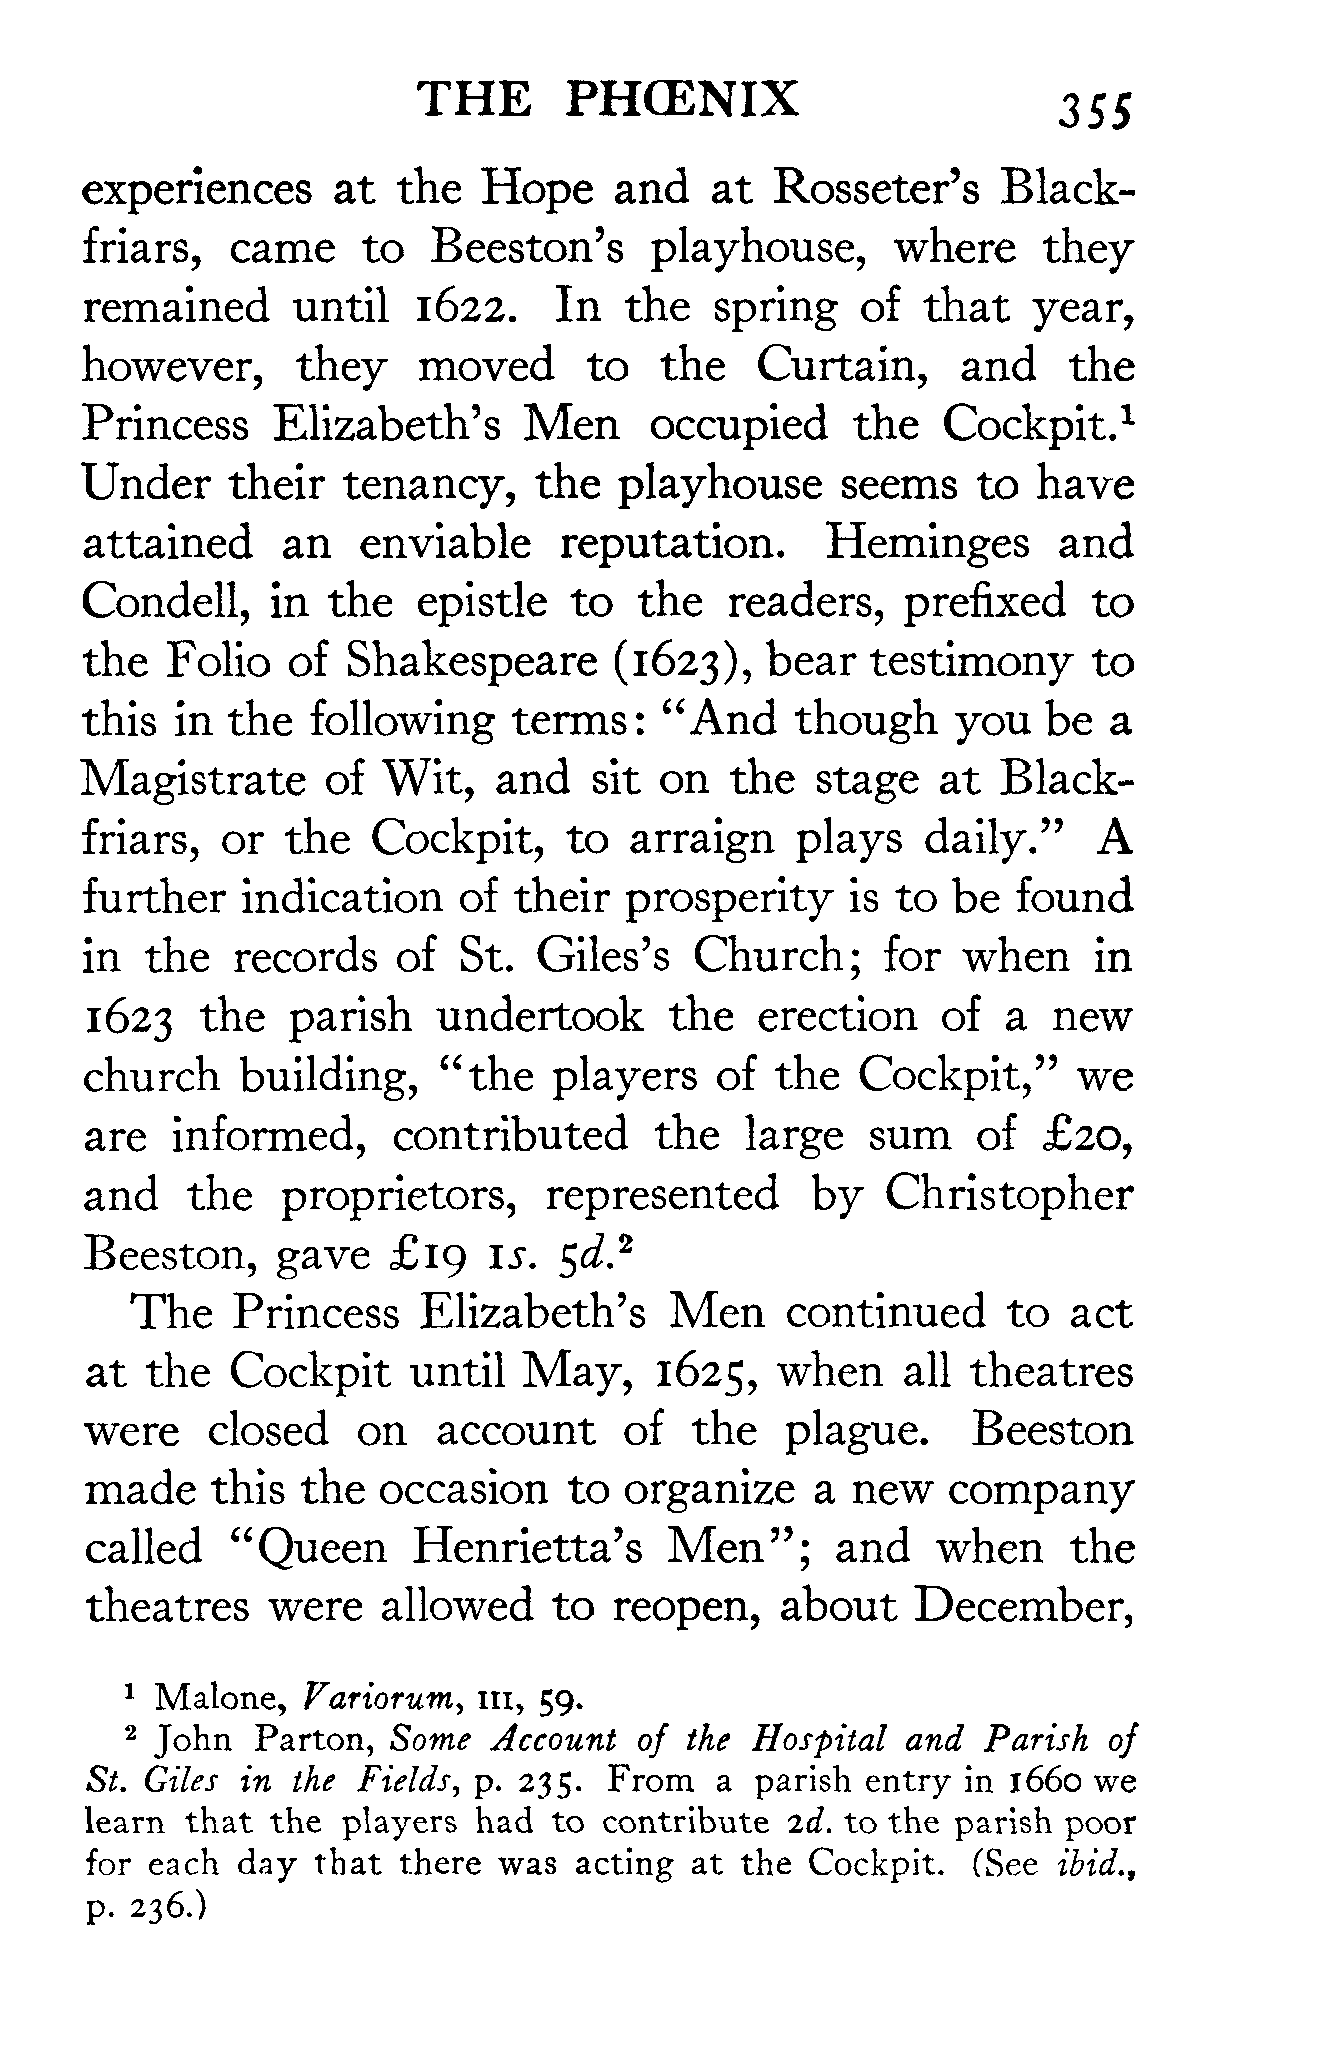 THE PHŒNIX 355
experiences at the Hope and at Rosseter's Black-
friars, came to Beeston's playhouse, where they
remained until 1622. In the spring of that year,
however, they moved to the Curtain, and the
Princess Elizabeth's Men occupied the Cockpit.¹
Under their tenancy, the playhouse seems to have
attained an enviable reputation. Heminges and
Condell, in the epistle to the readers, prefixed to
the Folio of Shakespeare (1623), bear testimony to
this in the following terms: "And though you be a
Magistrate of Wit, and sit on the stage at Black-
friars, or the Cockpit, to arraign plays daily." A
further indication of their prosperity is to be found
in the records of St. Giles's Church; for when in
1623 the parish undertook the erection of a new
church building, "the players of the Cockpit," we
are informed, contributed the large sum of £20,
and the proprietors, represented by Christopher
Beeston, gave £19 1s. 5d.²
The Princess Elizabeth's Men continued to act
at the Cockpit until May, 1625, when all theatres
were closed on account of the plague. Beeston
made this the occasion to organize a new company
called "Queen Henrietta's Men"; and when the
theatres were allowed to reopen, about December,
¹ Malone, Variorum, III, 59.
² John Parton, Some Account of the Hospital and Parish of
St. Giles in the Fields, p. 235. From a parish entry in 1660 we
learn that the players had to contribute 2d. to the parish poor
for each day that there was acting at the Cockpit. (See ibid.,
p. 236.)